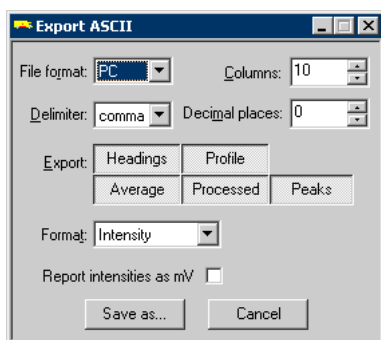 Export ASCII
File format: PC Columns: 10
Delimiter: comma Decimal places: 0
Export: Headings Profile
Average Processed Peaks
Format: Intensity
Report intensities as mV
Save as... Cancel